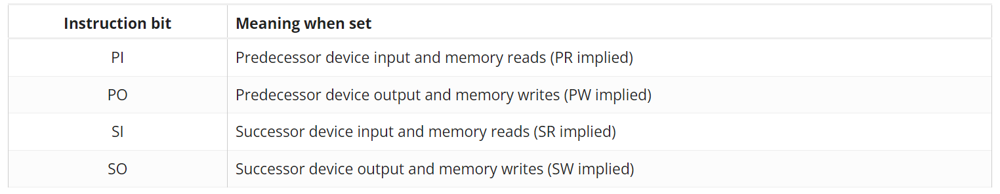 Instruction bit Meaning when set
PI Predecessor device input and memory reads (PR implied)
PO Predecessor device output and memory writes (PW implied)
SI Successor device input and memory reads (SR implied)
SO Successor device output and memory writes (SW implied)